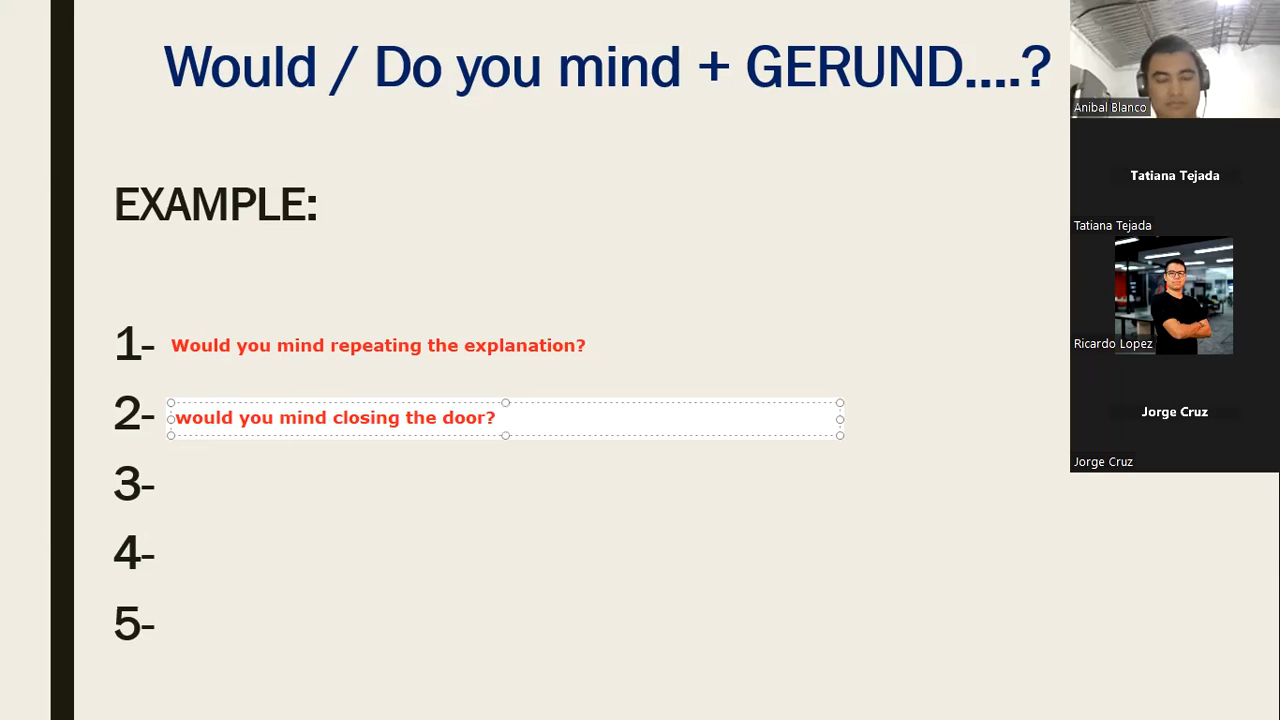 Would / Do you mind + GERUND....?
EXAMPLE:
1- Would you mind repeating the explanation?
2- would you mind closing the door?
3-
4-
5-
Anibal Blanco
Tatiana Tejada
Tatiana Tejada
Ricardo Lopez
Jorge Cruz
Jorge Cruz